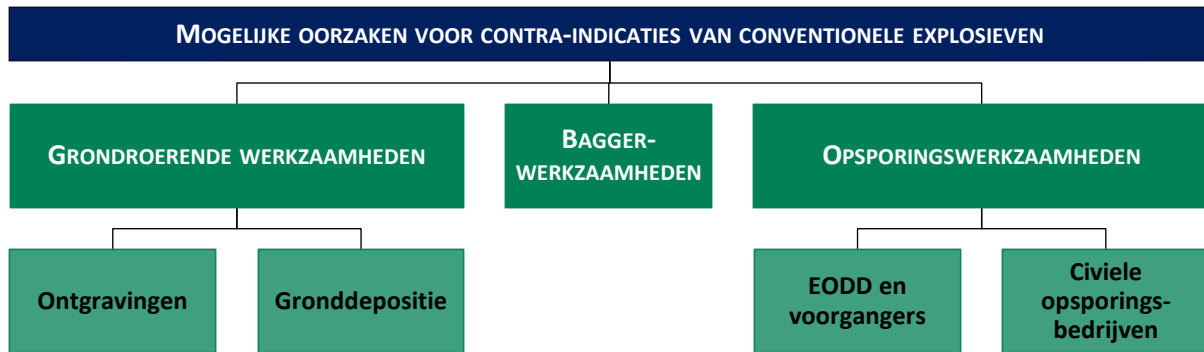 MOGELIJKE OORZAKEN VOOR CONTRA-INDICATIES VAN CONVENTIONELE EXPLOSIEVEN
GRONDROERENDE WERKZAAMHEDEN
BAGGER-
WERKZAAMHEDEN
OPSPORINGSWERKZAAMHEDEN
Ontgravingen
Gronddepositie
EODD en
voorgangers
Civiele
opsporings-
bedrijven